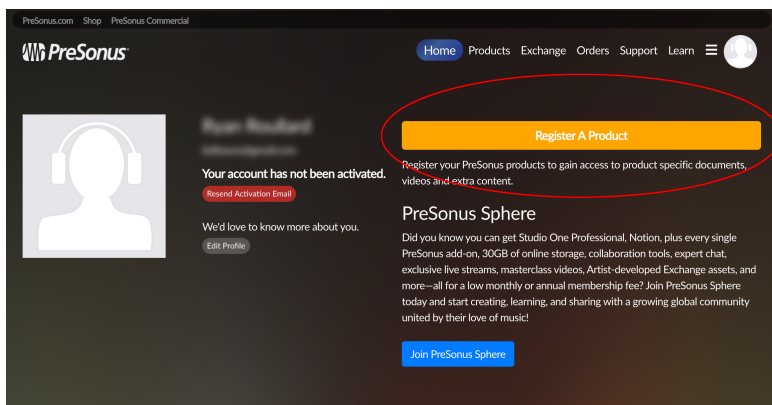 PreSonus.com Shop PreSonus Commercial
PreSonus
Home Products Exchange Orders Support Learn
Register A Product
Your account has not been activated.
Resend Activation Email
Register your PreSonus products to gain access to product specific documents,
videos and extra content.
We'd love to know more about you.
Edit Profile
PreSonus Sphere
Did you know you can get Studio One Professional, Notion, plus every single
PreSonus add-on, 30GB of online storage, collaboration tools, expert chat,
exclusive live streams, masterclass videos, Artist-developed Exchange assets, and
more—all for a low monthly or annual membership fee? Join PreSonus Sphere
today and start creating, learning, and sharing with a growing global community
united by their love of music!
Join PreSonus Sphere